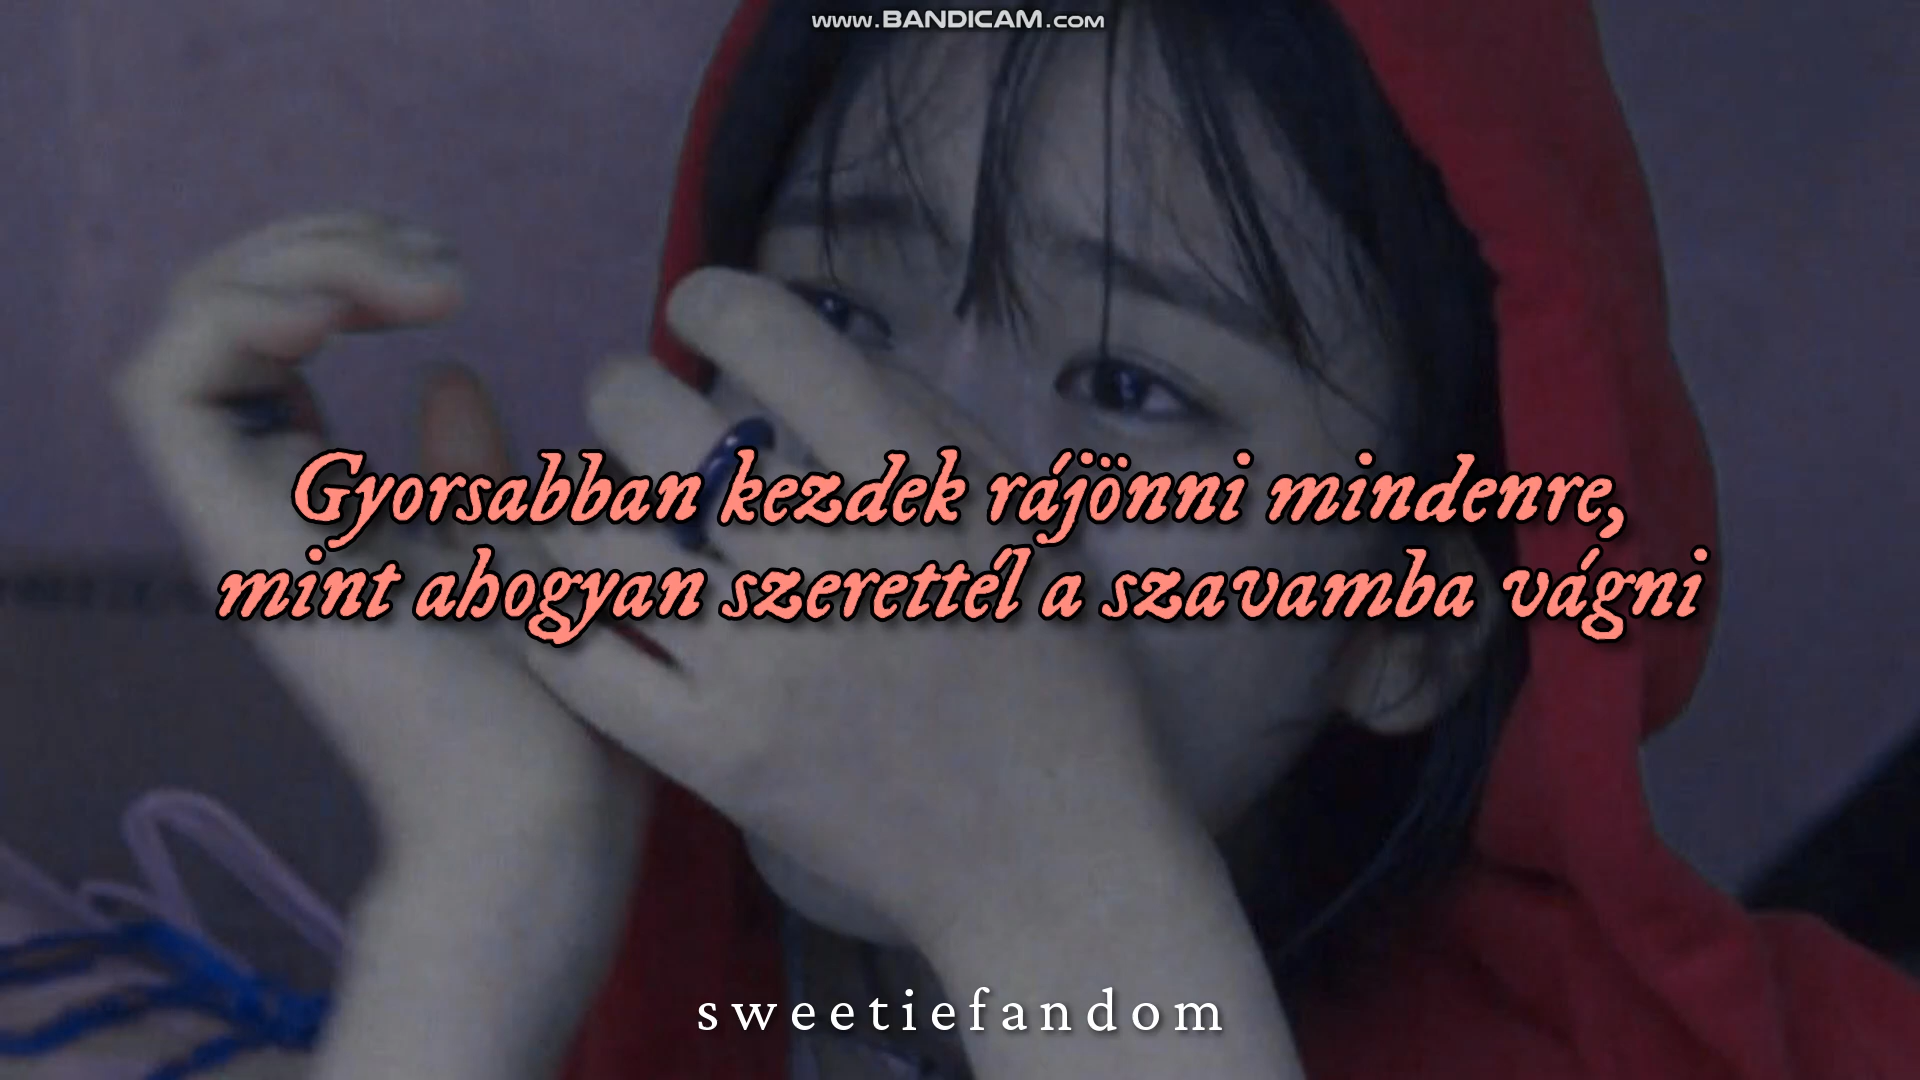 www.BANDICAM.com
Gyorsabban kezdek rájönni mindenre,
mint ahogyan szerettél a szavamba vágni
sweetiefandom